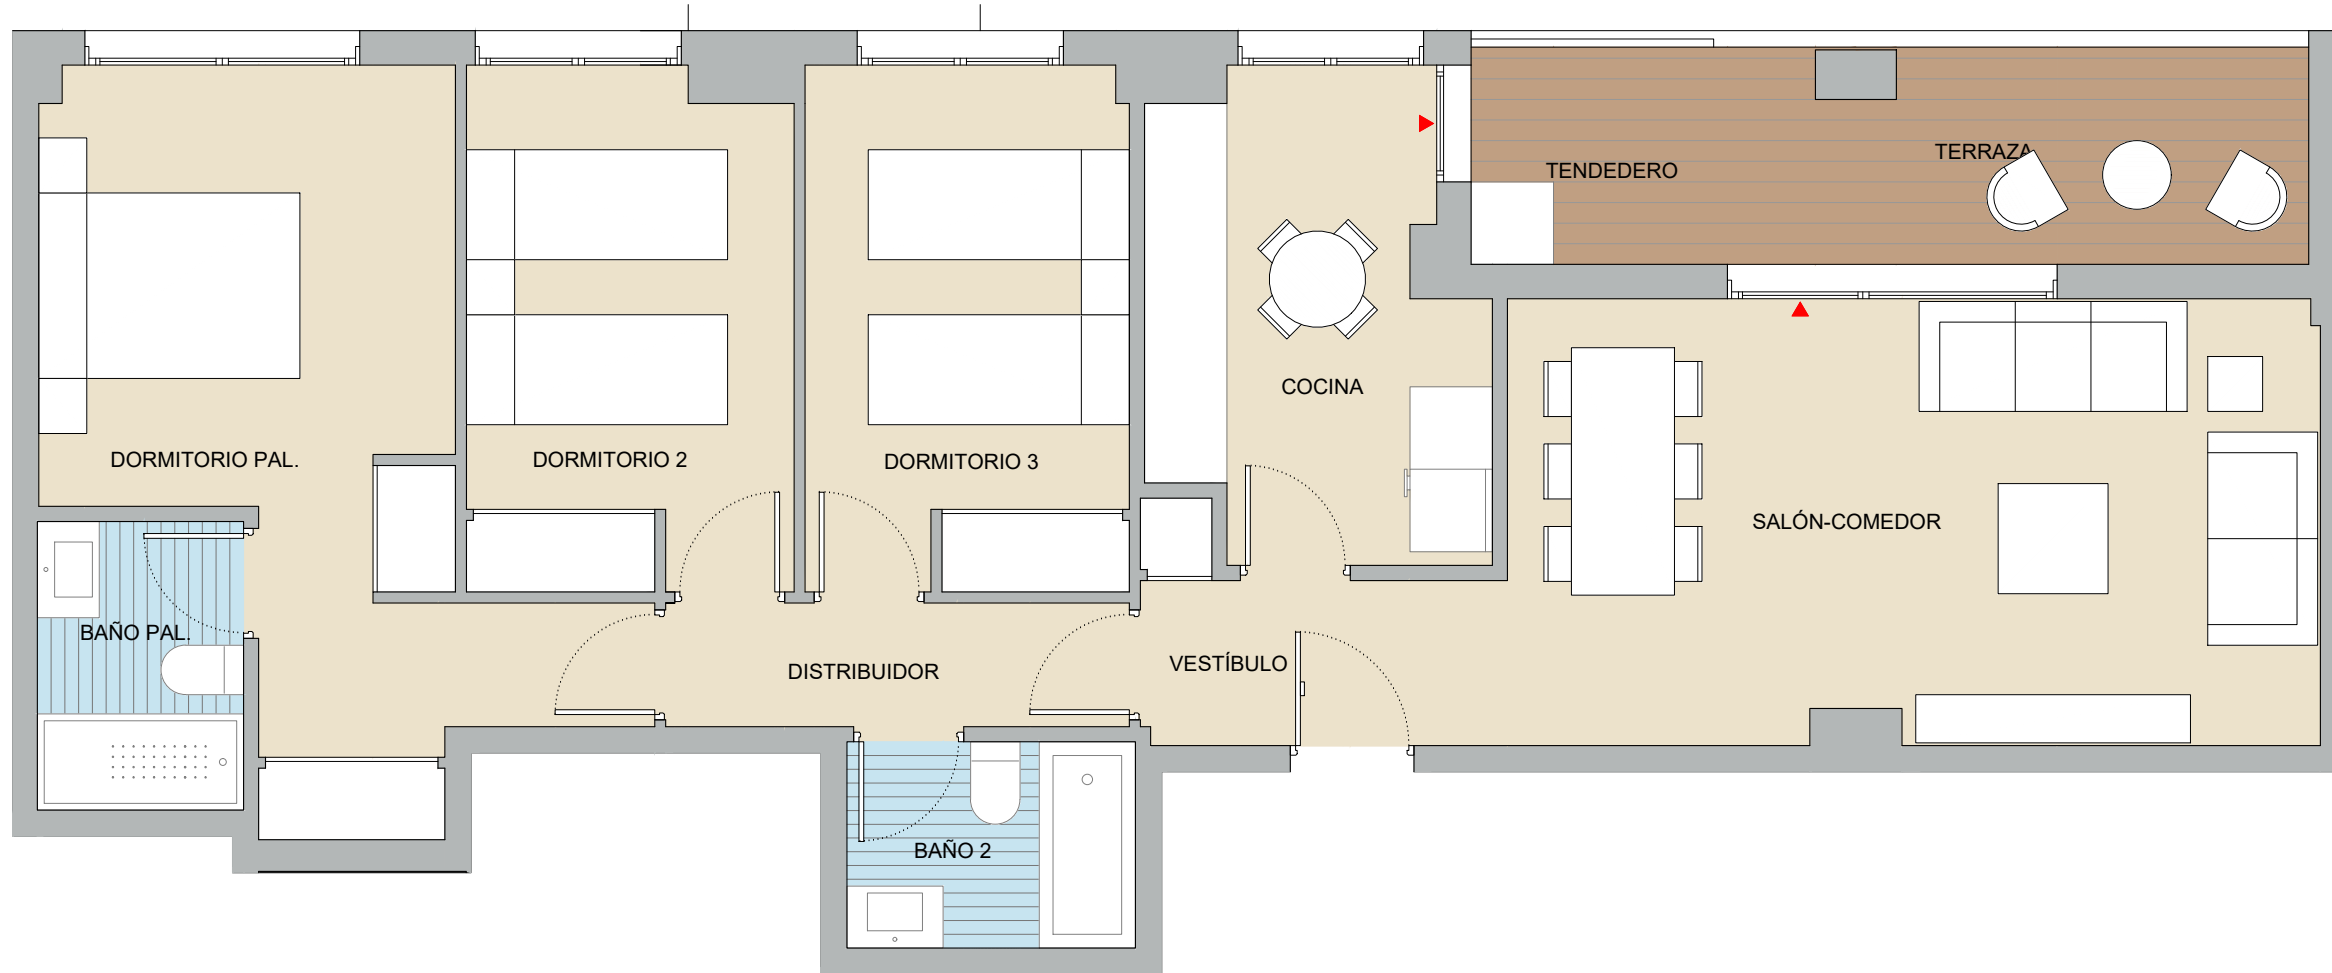 TERRAZA
TENDEDERO
COCINA
DORMITORIO PAL.
DORMITORIO 2
DORMITORIO 3
SALÓN-COMEDOR
BAÑO PAL.
DISTRIBUIDOR
VESTÍBULO
BAÑO 2